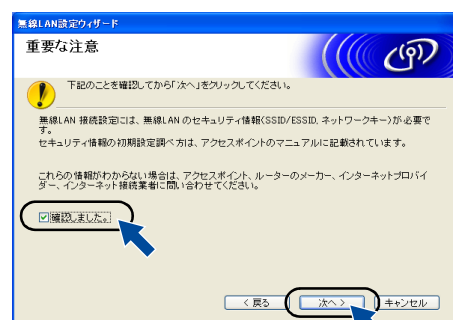 無線LAN設定ウィザード
重要な注意
下記のことを確認してから「次へ」をクリックしてください。
無線LAN 接続設定には、無線LAN のセキュリティ情報(SSID/ESSID, ネットワークキー)が必要で
す。
セキュリティ情報の初期設定調べ方は、アクセスポイントのマニュアルに記載されています。
これらの情報がわからない場合は、アクセスポイント、ルーターのメーカー、インターネットプロバイ
ダー、インターネット接続業者に問い合わせてください。
確認しました。
< 戻る
次へ >
キャンセル